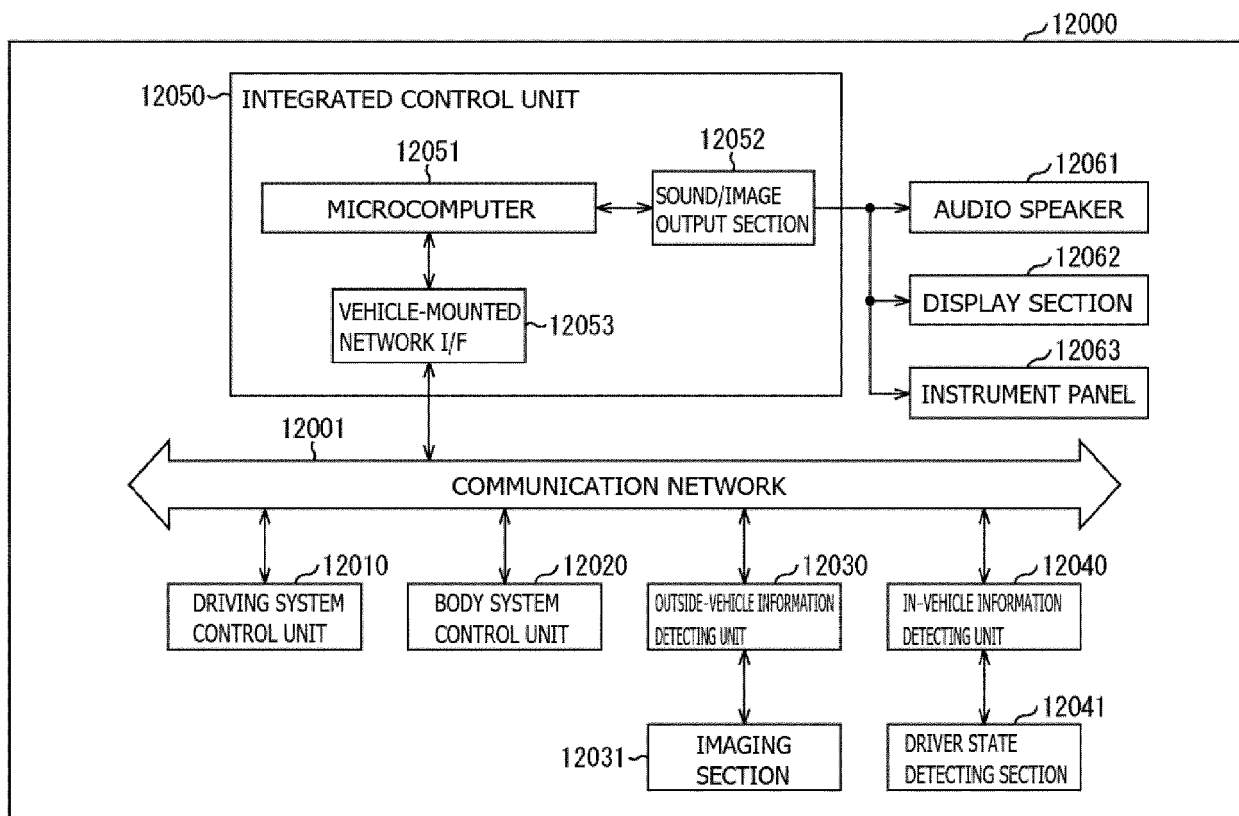 12000
12050
INTEGRATED CONTROL UNIT
12051
MICROCOMPUTER
12052
SOUND/IMAGE
OUTPUT SECTION
12061
AUDIO SPEAKER
12062
DISPLAY SECTION
12063
INSTRUMENT PANEL
VEHICLE-MOUNTED
NETWORK I/F
12053
12001
COMMUNICATION NETWORK
12010
DRIVING SYSTEM
CONTROL UNIT
12020
BODY SYSTEM
CONTROL UNIT
12030
OUTSIDE-VEHICLE INFORMATION
DETECTING UNIT
12040
IN-VEHICLE INFORMATION
DETECTING UNIT
12031
IMAGING
SECTION
12041
DRIVER STATE
DETECTING SECTION